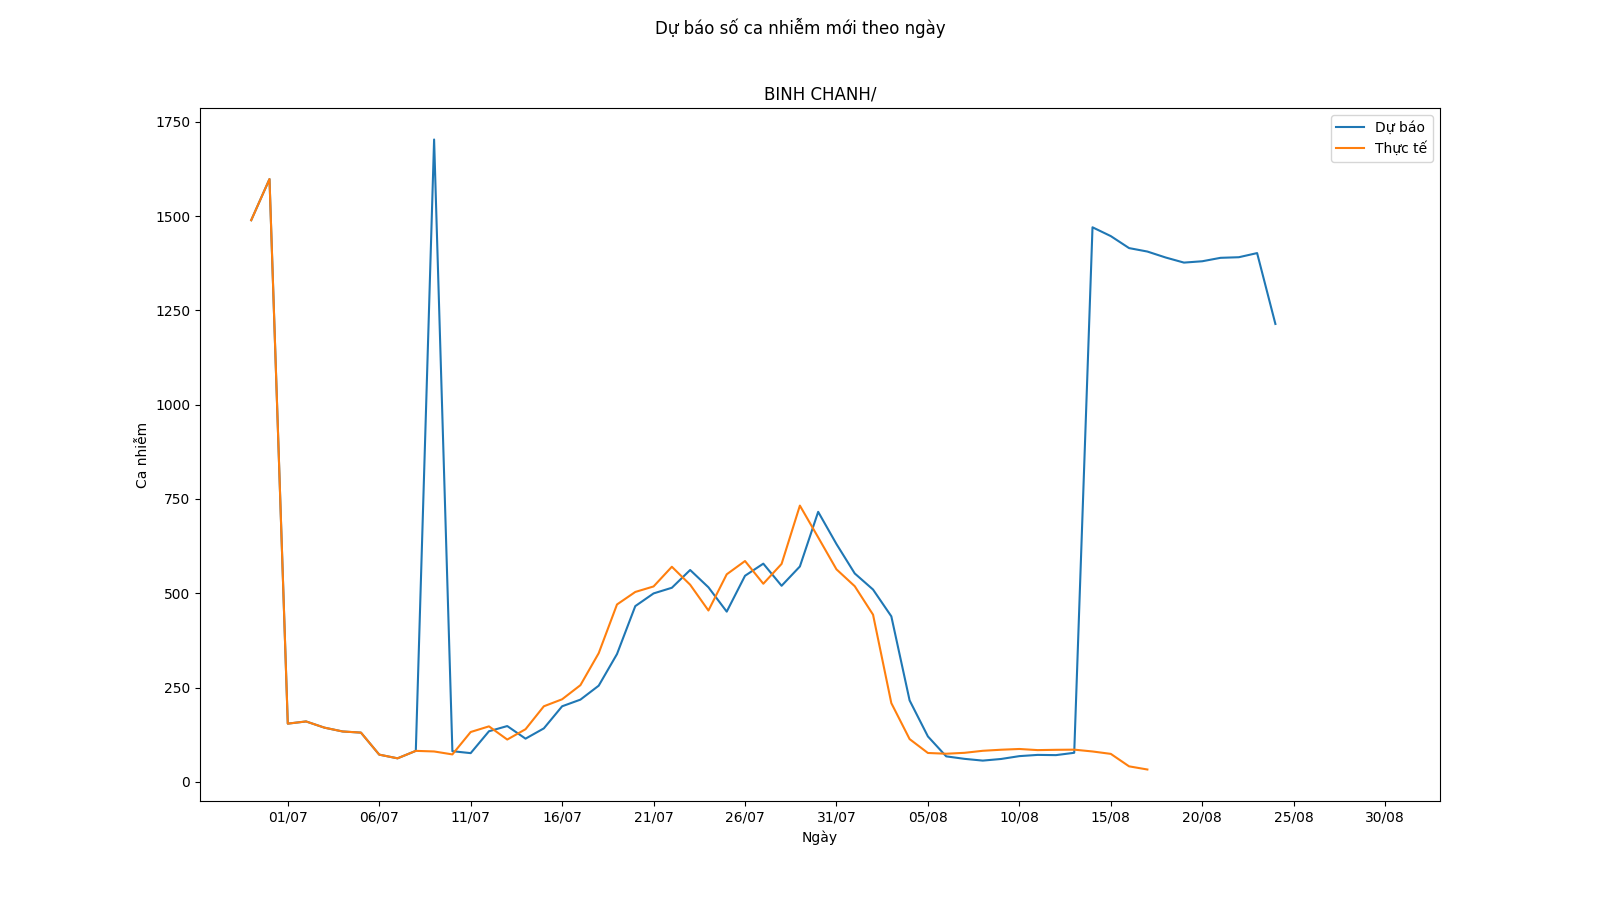 Dự báo số ca nhiễm mới theo ngày
BINH CHANH/
Dự báo
Thực tế
1750
1500
1250
1000
750
500
250
0
Ca nhiễm
01/07 06/07 11/07 16/07 21/07 26/07 31/07 05/08 10/08 15/08 20/08 25/08 30/08
Ngày